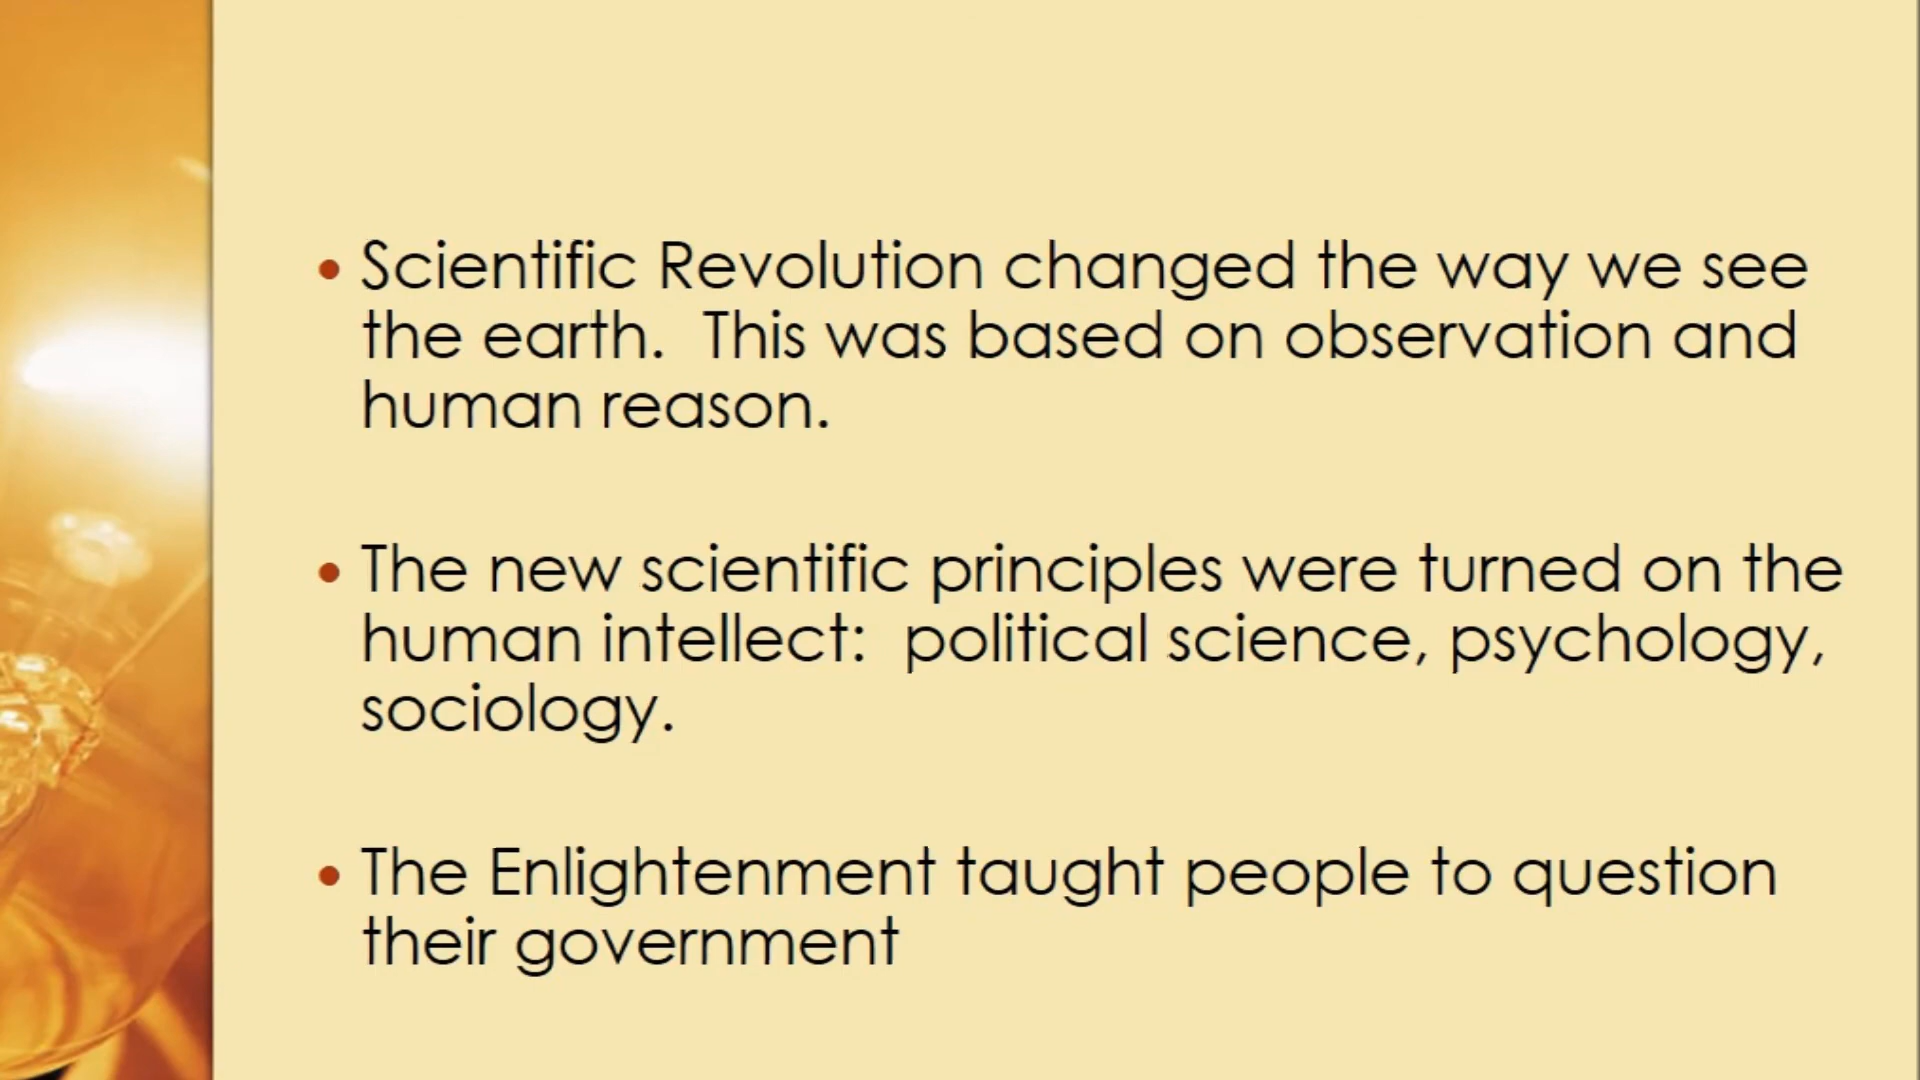 • Scientific Revolution changed the way we see
the earth.  This was based on observation and
human reason.
• The new scientific principles were turned on the
human intellect:  political science, psychology,
sociology.
• The Enlightenment taught people to question
their government